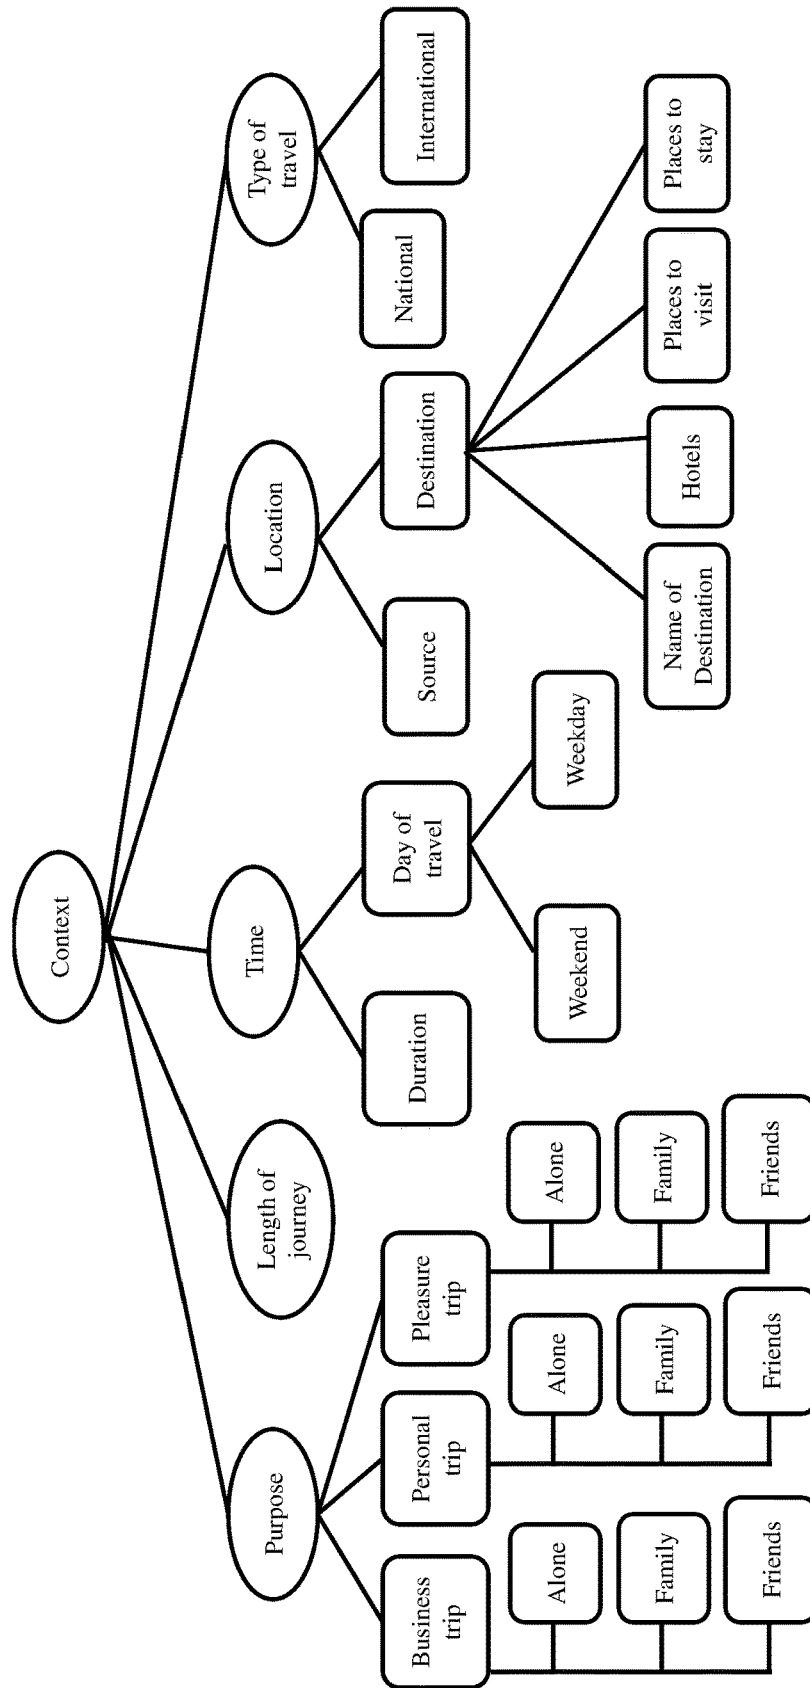 Context
Purpose
Length of
journey
Time
Location
Type of
travel
Business
trip
Personal
trip
Pleasure
trip
Duration
Day of
travel
Source
Destination
National
International
Alone
Family
Friends
Alone
Family
Friends
Alone
Family
Friends
Weekend
Weekday
Name of
Destination
Hotels
Places to
visit
Places to
stay